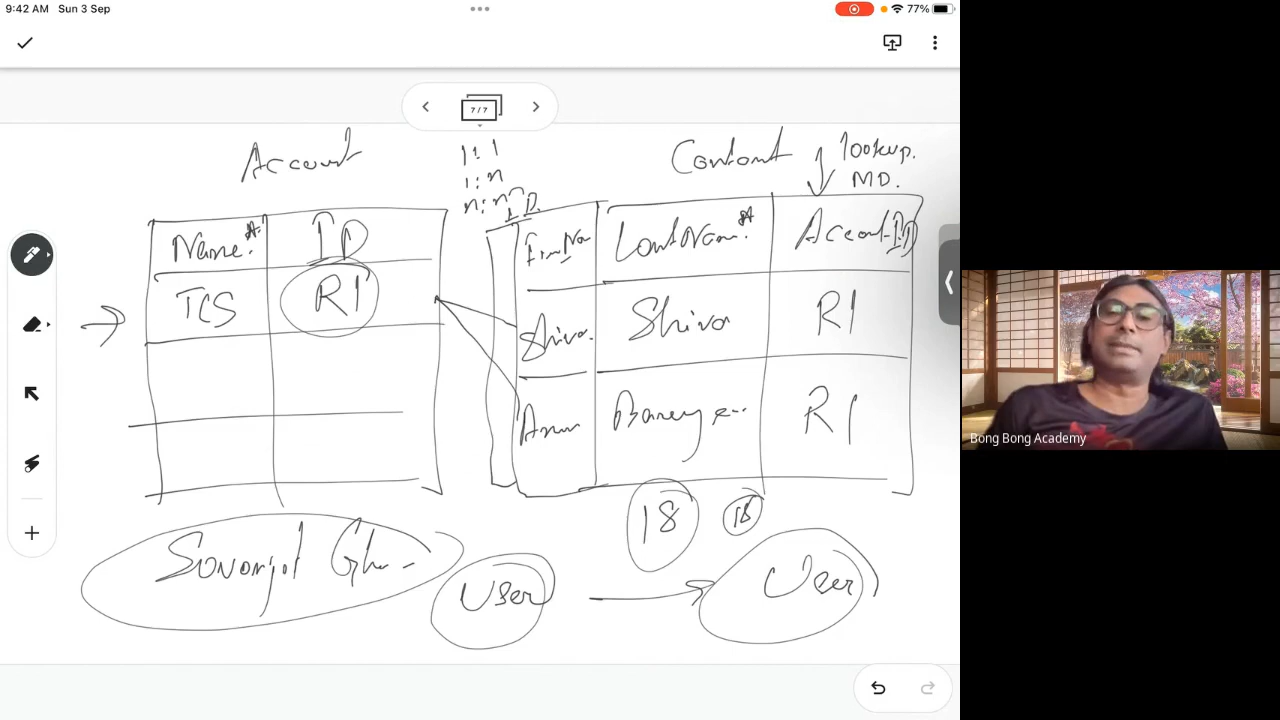 9:42 AM Sun 3 Sep
77%
7 / 7
Account
1:1
1:n
n:n
Contact
lookup.
MD.
Name*
ID
ID
LastName*
Account-ID
TCS
R1
Shiva
Shiva
R1
R1
18
18
User
User
Bong Bong Academy